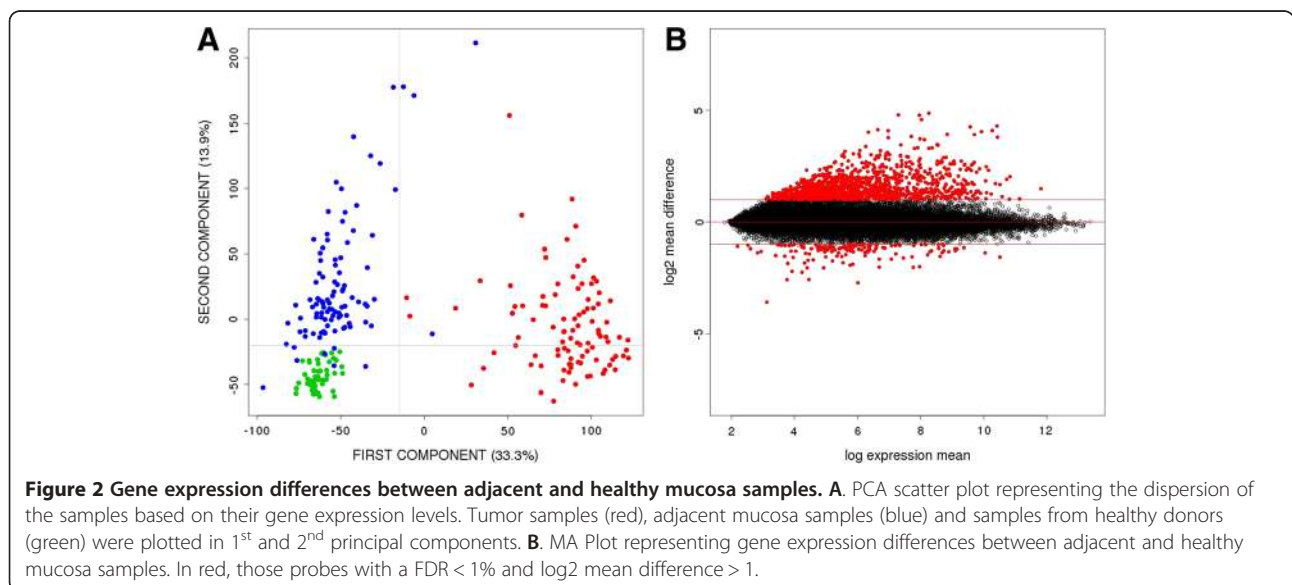 A
B
SECOND COMPONENT (13.9%)
200
150
100
50
0
-50
-100
-50
0
50
100
FIRST COMPONENT (33.3%)
log2 mean difference
5
0
-5
2
4
6
8
10
12
log expression mean
Figure 2 Gene expression differences between adjacent and healthy mucosa samples. A. PCA scatter plot representing the dispersion of
the samples based on their gene expression levels. Tumor samples (red), adjacent mucosa samples (blue) and samples from healthy donors
(green) were plotted in 1st and 2nd principal components. B. MA Plot representing gene expression differences between adjacent and healthy
mucosa samples. In red, those probes with a FDR < 1% and log2 mean difference > 1.